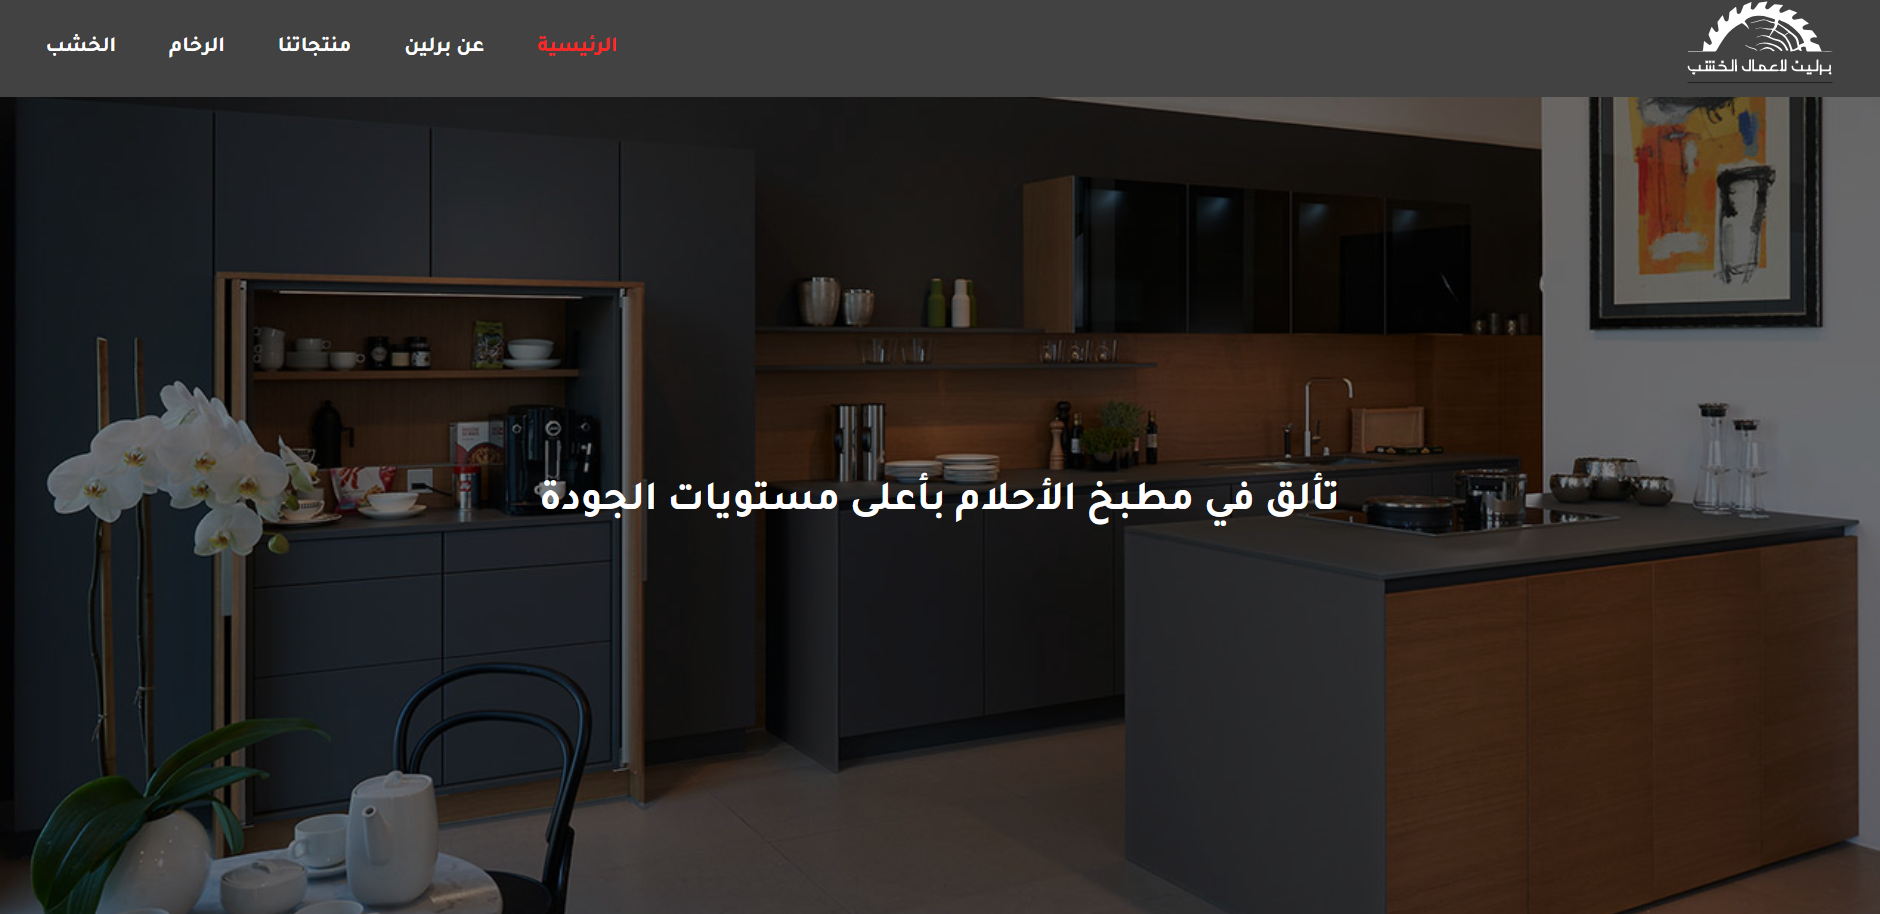 برلين لاعمال الخشب
الرئيسية
عن برلين
منتجاتنا
الرخام
الخشب
تألق في مطبخ الأحلام بأعلى مستويات الجودة